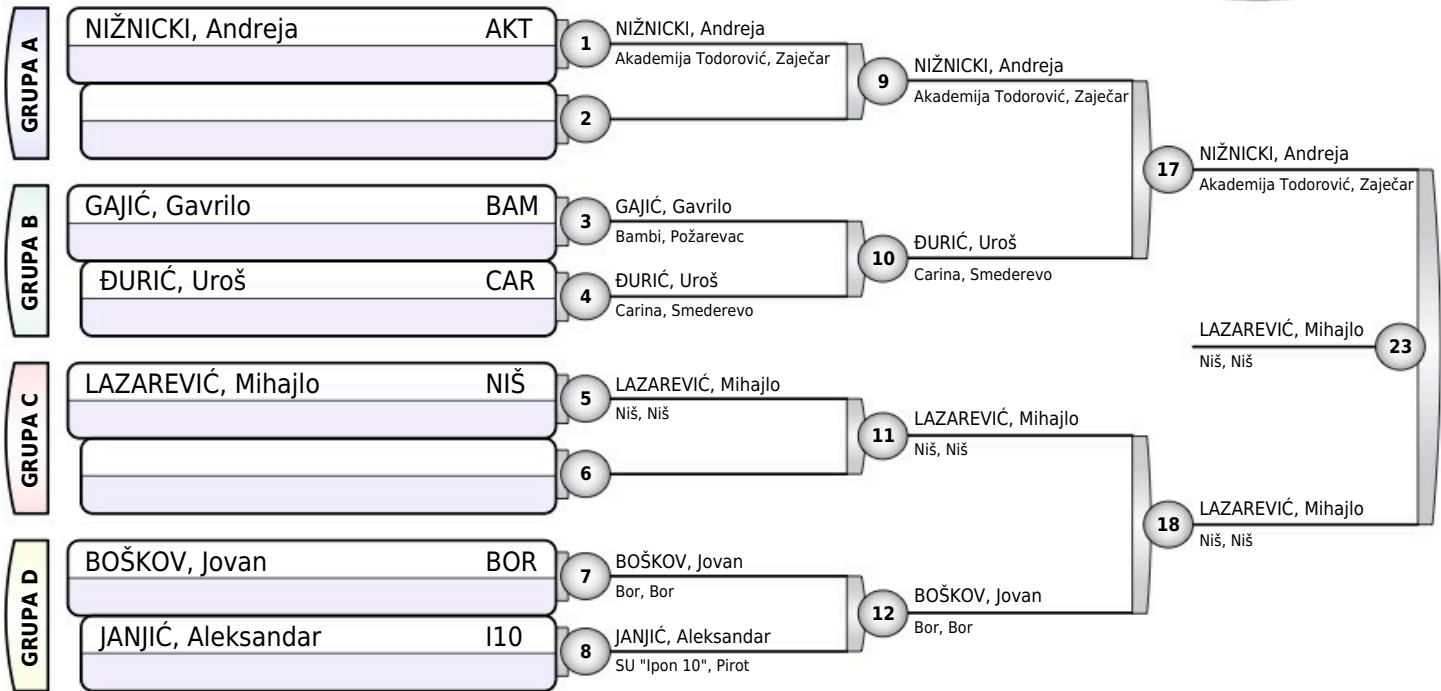 GRUPA A
NIŽNICKI, Andreja AKT
1
NIŽNICKI, Andreja
Akademija Todorović, Zaječar
2
9
NIŽNICKI, Andreja
Akademija Todorović, Zaječar
GRUPA B
GAJIĆ, Gavrilo BAM
ĐURIĆ, Uroš CAR
3
GAJIĆ, Gavrilo
Bambi, Požarevac
4
ĐURIĆ, Uroš
Carina, Smederevo
10
ĐURIĆ, Uroš
Carina, Smederevo
17
NIŽNICKI, Andreja
Akademija Todorović, Zaječar
GRUPA C
LAZAREVIĆ, Mihajlo NIŠ
5
LAZAREVIĆ, Mihajlo
Niš, Niš
6
11
LAZAREVIĆ, Mihajlo
Niš, Niš
GRUPA D
BOŠKOV, Jovan BOR
JANJIĆ, Aleksandar I10
7
BOŠKOV, Jovan
Bor, Bor
8
JANJIĆ, Aleksandar
SU "Ipon 10", Pirot
12
BOŠKOV, Jovan
Bor, Bor
18
LAZAREVIĆ, Mihajlo
Niš, Niš
LAZAREVIĆ, Mihajlo
Niš, Niš
23